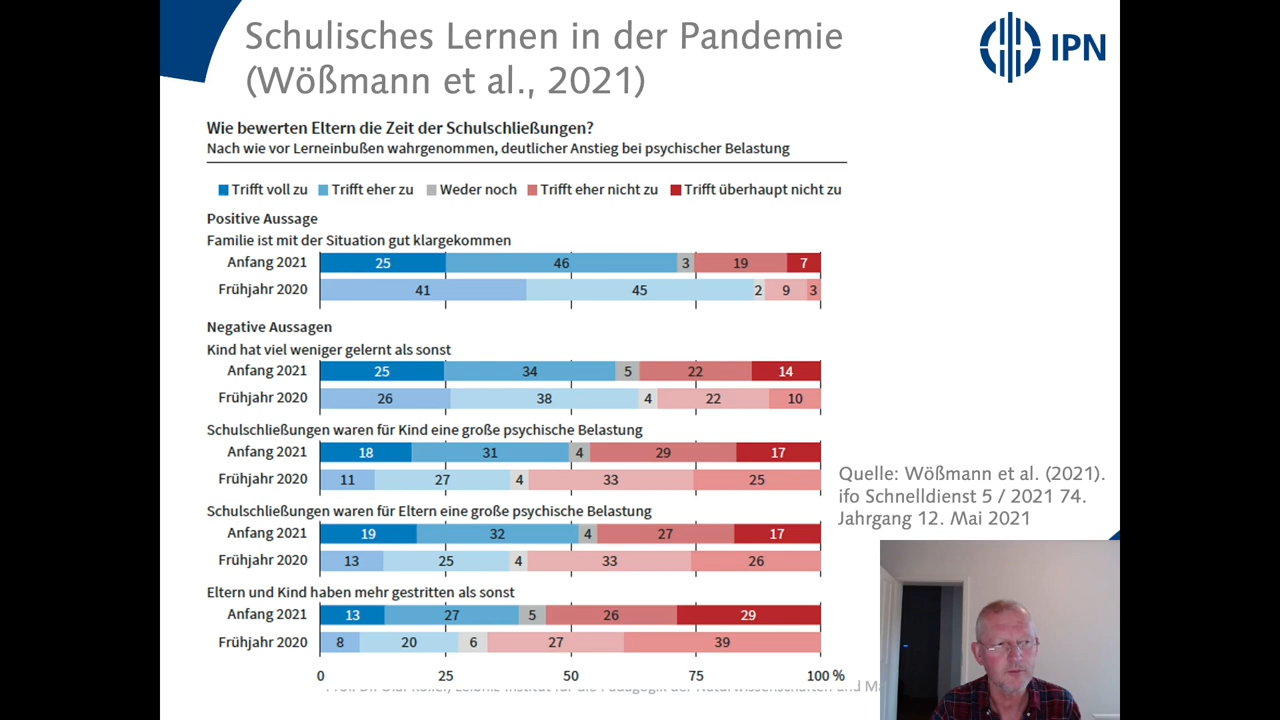 Schulisches Lernen in der Pandemie
(Wößmann et al., 2021)
IPN
Wie bewerten Eltern die Zeit der Schulschließungen?
Nach wie vor Lerneinbußen wahrgenommen, deutlicher Anstieg bei psychischer Belastung
Trifft voll zu Trifft eher zu Weder noch Trifft eher nicht zu Trifft überhaupt nicht zu
Positive Aussage
Familie ist mit der Situation gut klargekommen
Anfang 2021 25 46 3 19 7
Frühjahr 2020 41 45 2 9 3
Negative Aussagen
Kind hat viel weniger gelernt als sonst
Anfang 2021 25 34 5 22 14
Frühjahr 2020 26 38 4 22 10
Schulschließungen waren für Kind eine große psychische Belastung
Anfang 2021 18 31 4 29 17
Frühjahr 2020 11 27 4 33 25
Schulschließungen waren für Eltern eine große psychische Belastung
Anfang 2021 19 32 4 27 17
Frühjahr 2020 13 25 4 33 26
Eltern und Kind haben mehr gestritten als sonst
Anfang 2021 13 27 5 26 29
Frühjahr 2020 8 20 6 27 39
0 25 50 75 100 %
Quelle: Wößmann et al. (2021).
ifo Schnelldienst 5 / 2021 74.
Jahrgang 12. Mai 2021